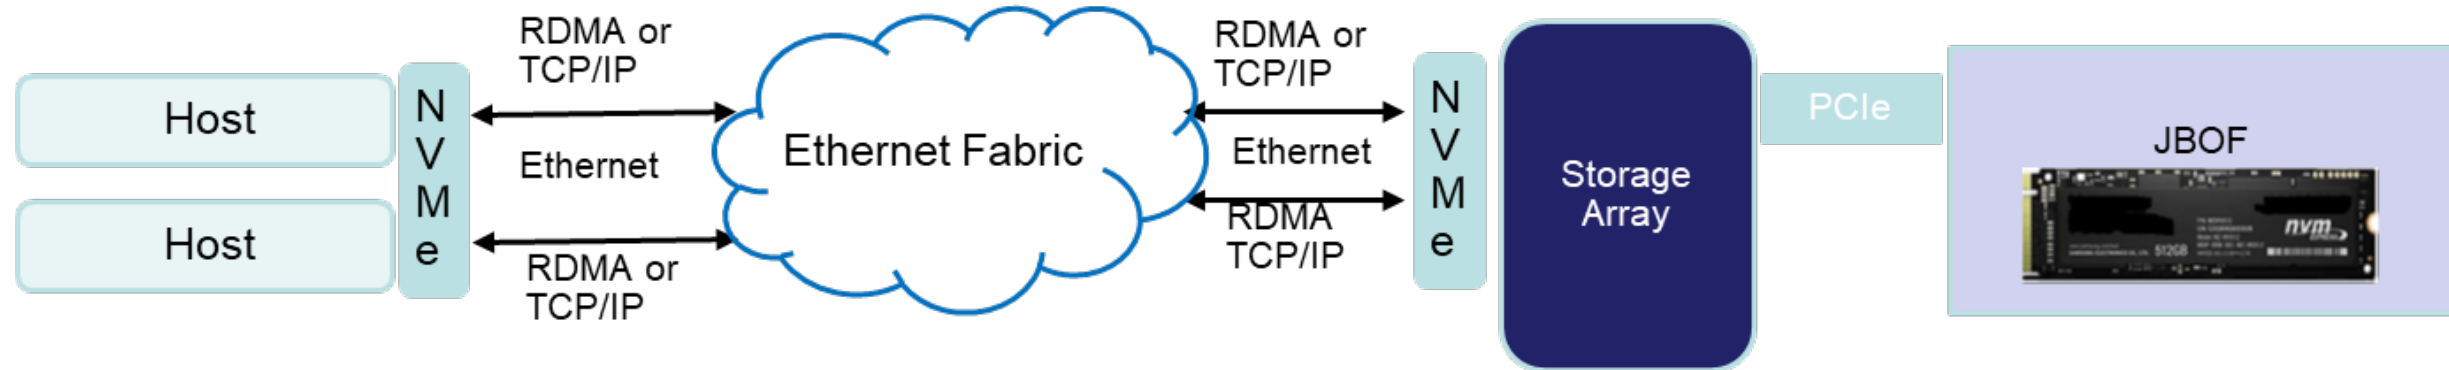 Host
Host
N
V
M
e
RDMA or
TCP/IP
Ethernet
RDMA or
TCP/IP
Ethernet Fabric
RDMA or
TCP/IP
Ethernet
RDMA
TCP/IP
N
V
M
e
Storage
Array
PCIe
JBOF
nvm
EXPRESS
512GB